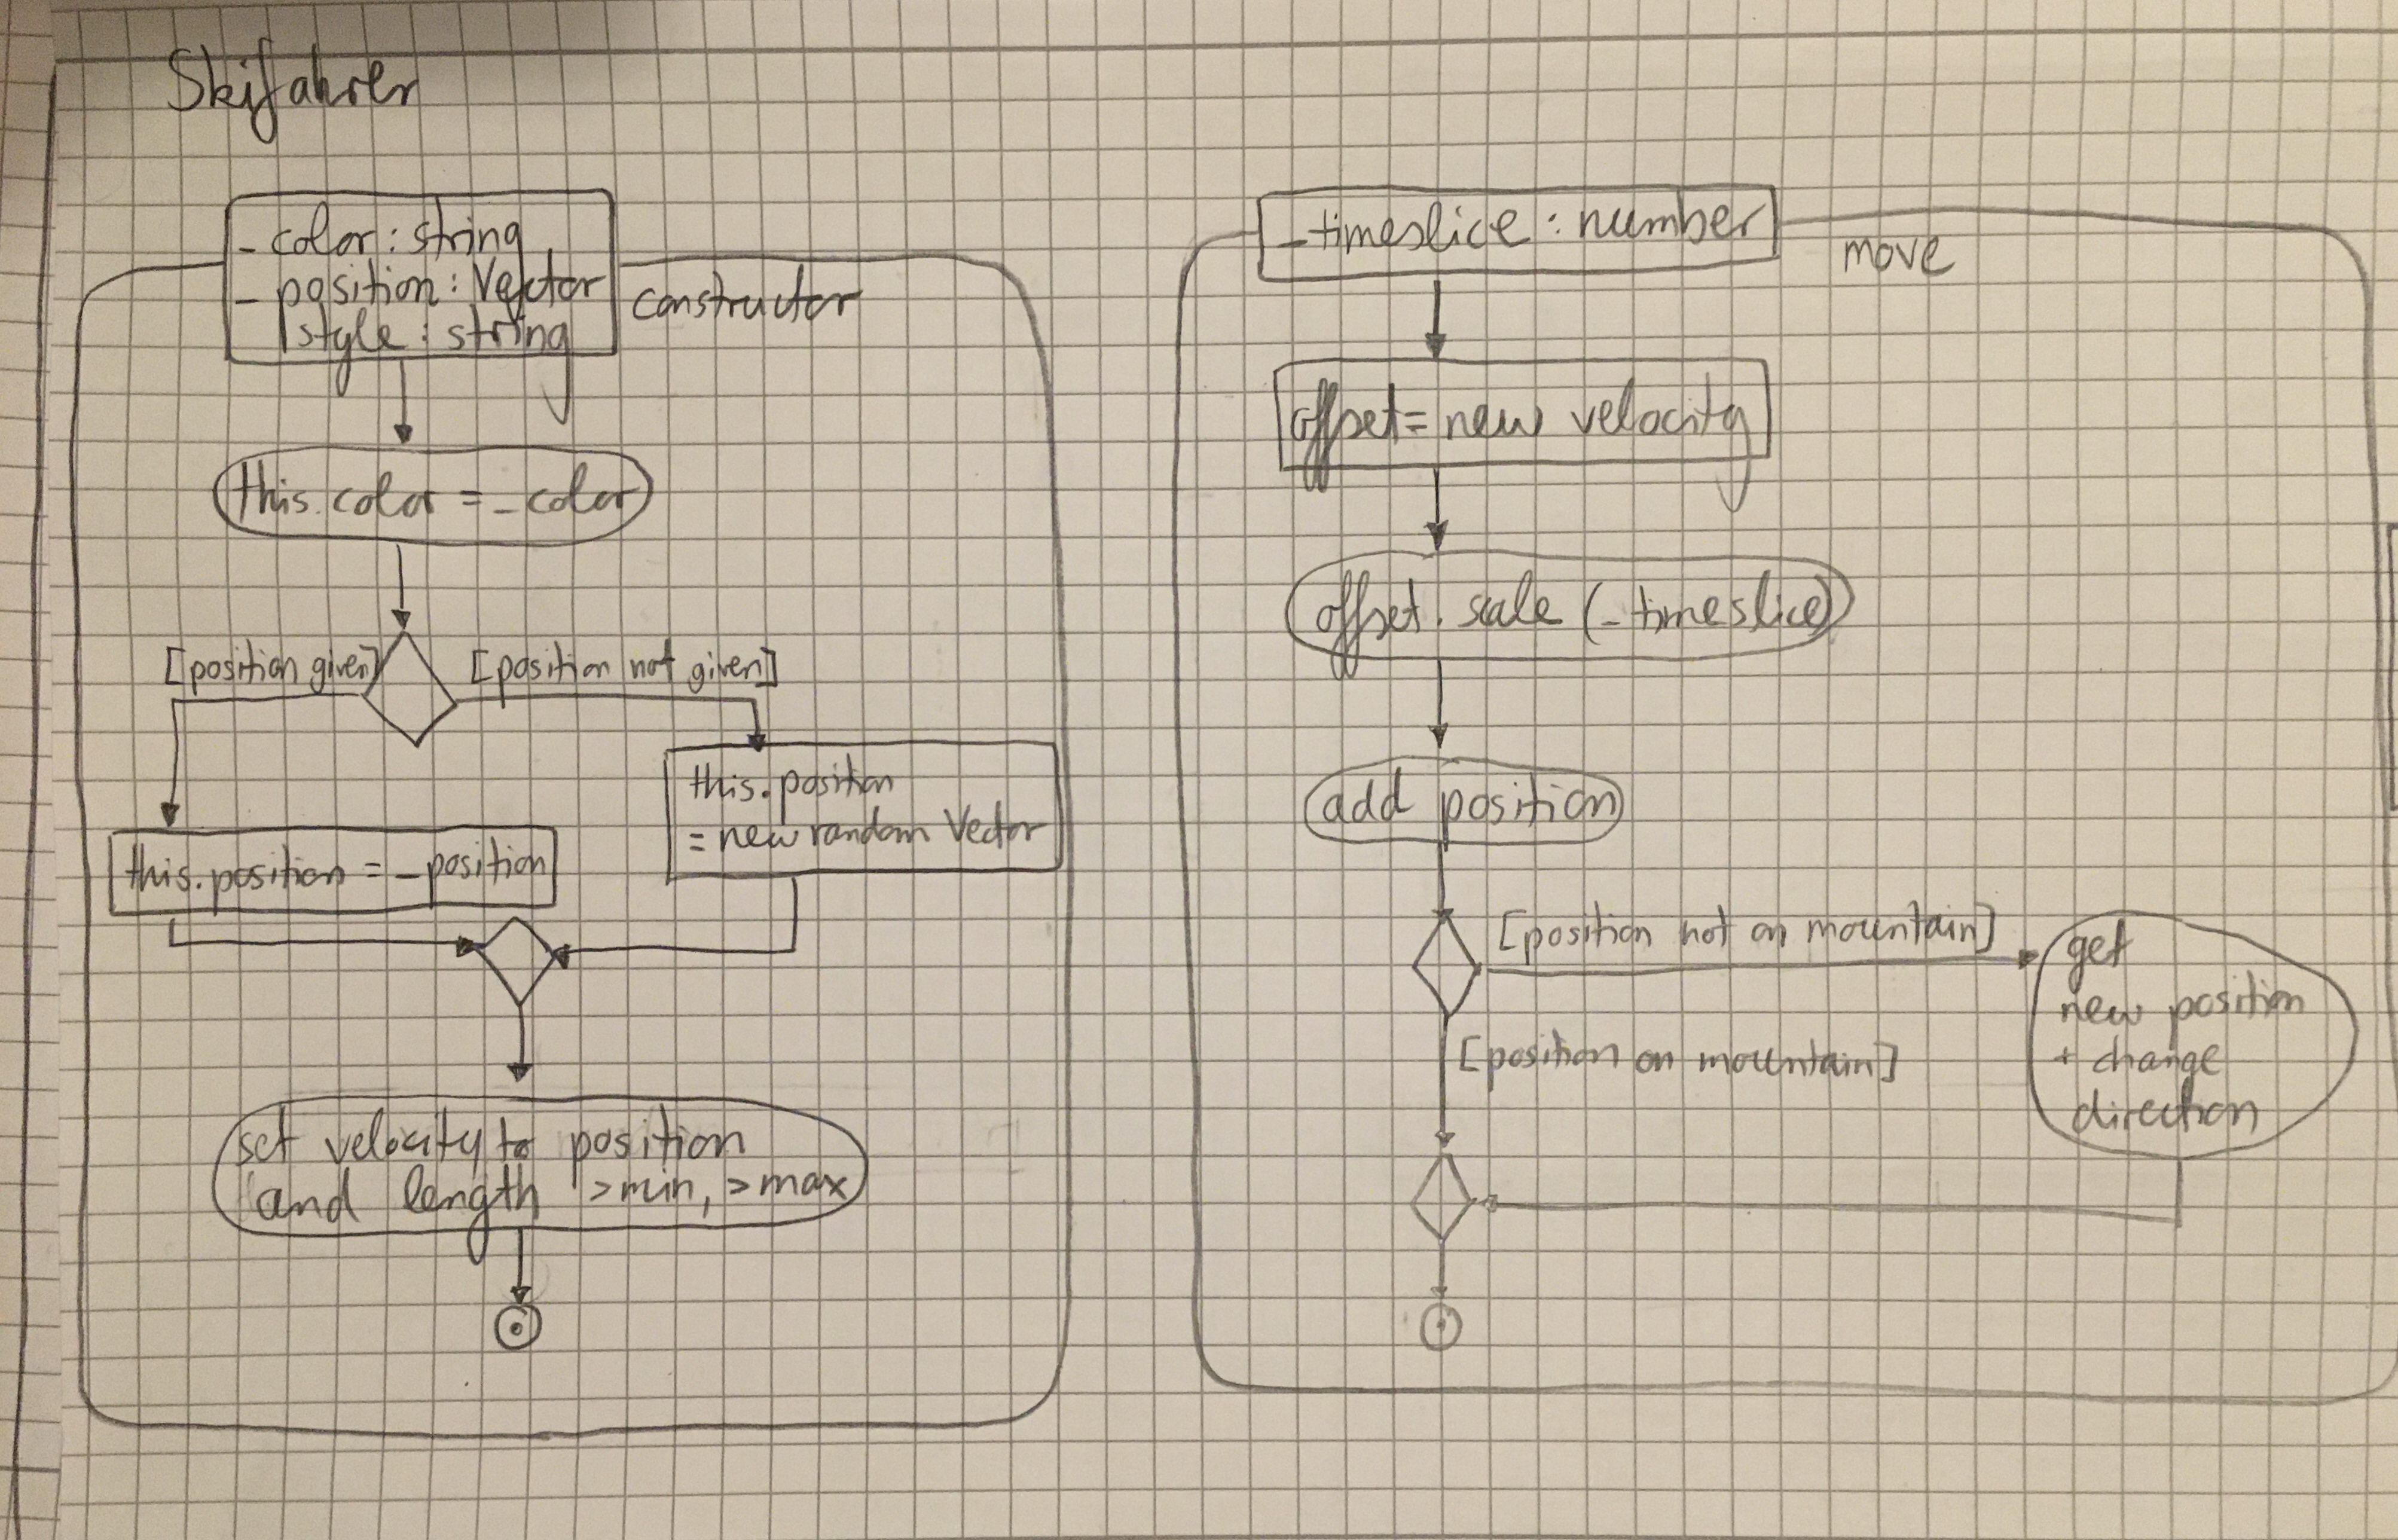 Skifahrer
_color: string
_position: Vector
style: string
constructor
this.color = _color
[position given]
[position not given]
this.position
= new random Vector
this.position = _position
set velocity to position
and length >min, >max
_timeslice: number
move
offset = new velocity
offset.scale (_timeslice)
add position
[position not on mountain]
get
new position
+ change
direction
[position on mountain]